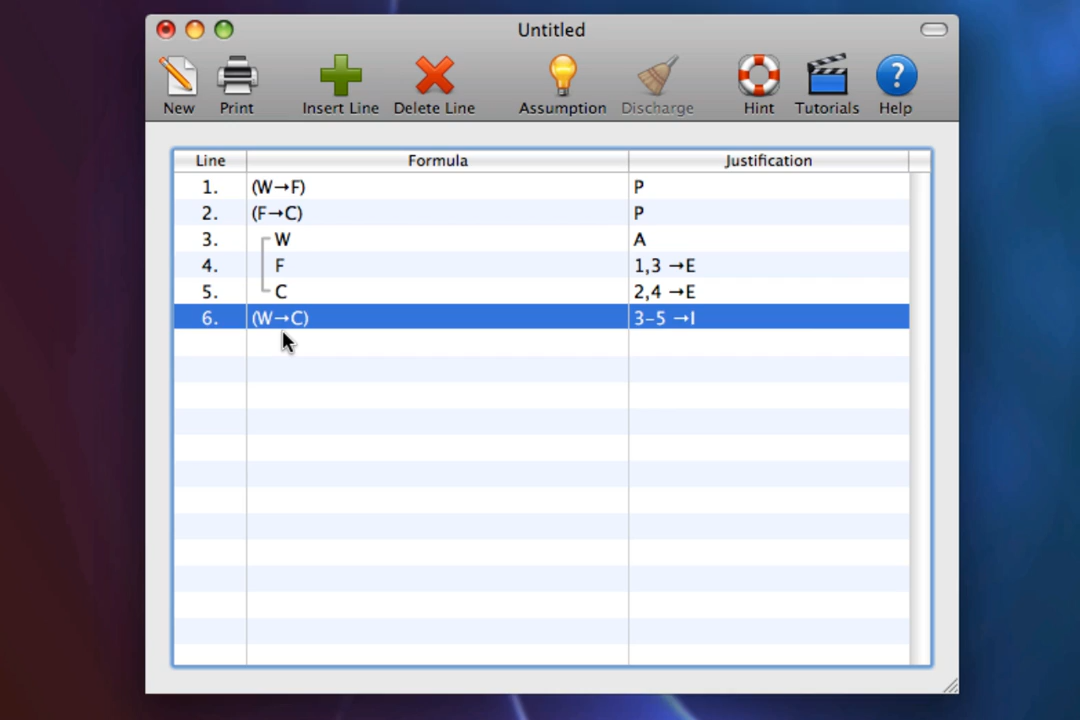 Untitled
New Print Insert Line Delete Line Assumption Discharge Hint Tutorials Help
Line Formula Justification
1. (W→F) P
2. (F→C) P
3. W A
4. F 1,3 →E
5. C 2,4 →E
6. (W→C) 3–5 →I